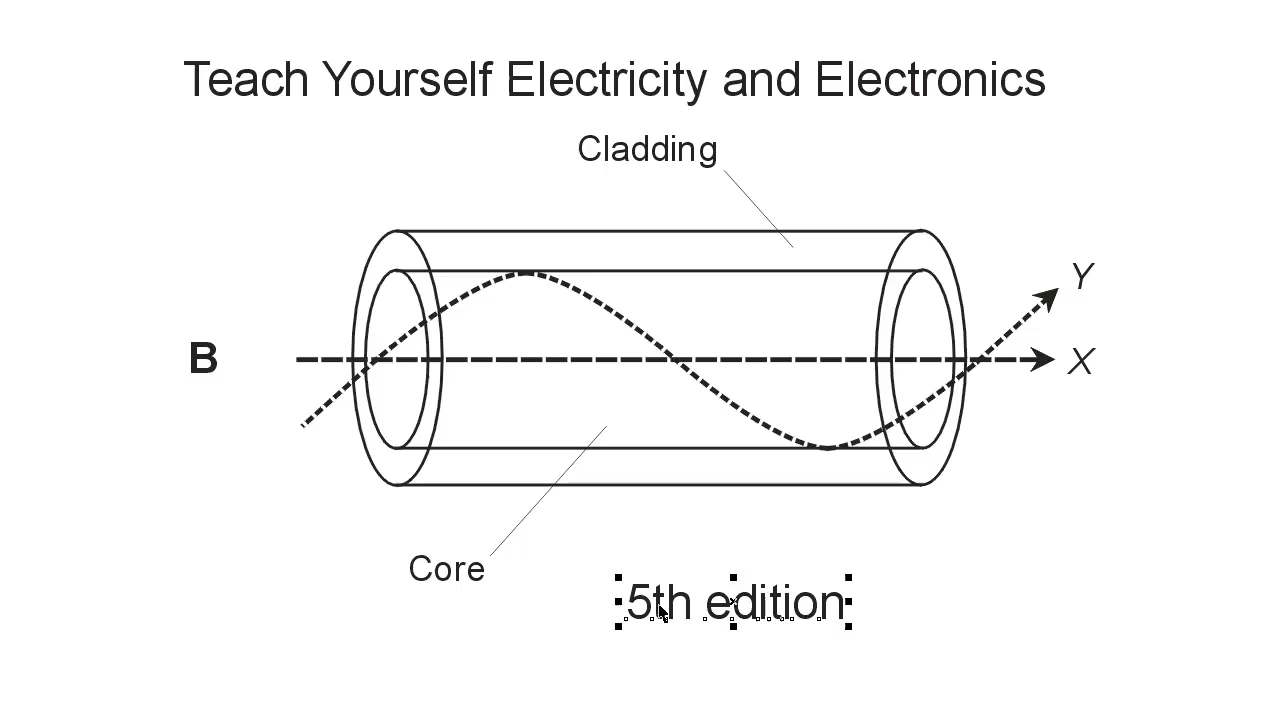 Teach Yourself Electricity and Electronics
Cladding
Y
B
X
Core
5th edition